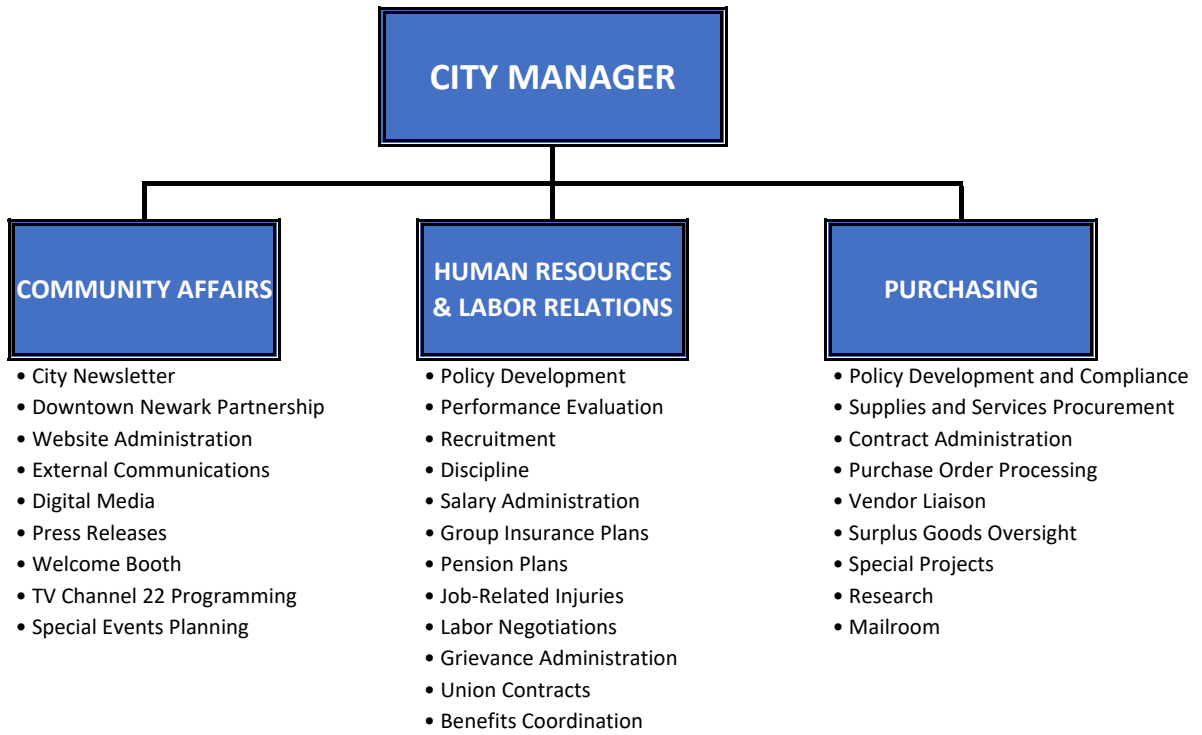 CITY MANAGER
COMMUNITY AFFAIRS
• City Newsletter
• Downtown Newark Partnership
• Website Administration
• External Communications
• Digital Media
• Press Releases
• Welcome Booth
• TV Channel 22 Programming
• Special Events Planning
HUMAN RESOURCES
& LABOR RELATIONS
• Policy Development
• Performance Evaluation
• Recruitment
• Discipline
• Salary Administration
• Group Insurance Plans
• Pension Plans
• Job-Related Injuries
• Labor Negotiations
• Grievance Administration
• Union Contracts
• Benefits Coordination
PURCHASING
• Policy Development and Compliance
• Supplies and Services Procurement
• Contract Administration
• Purchase Order Processing
• Vendor Liaison
• Surplus Goods Oversight
• Special Projects
• Research
• Mailroom